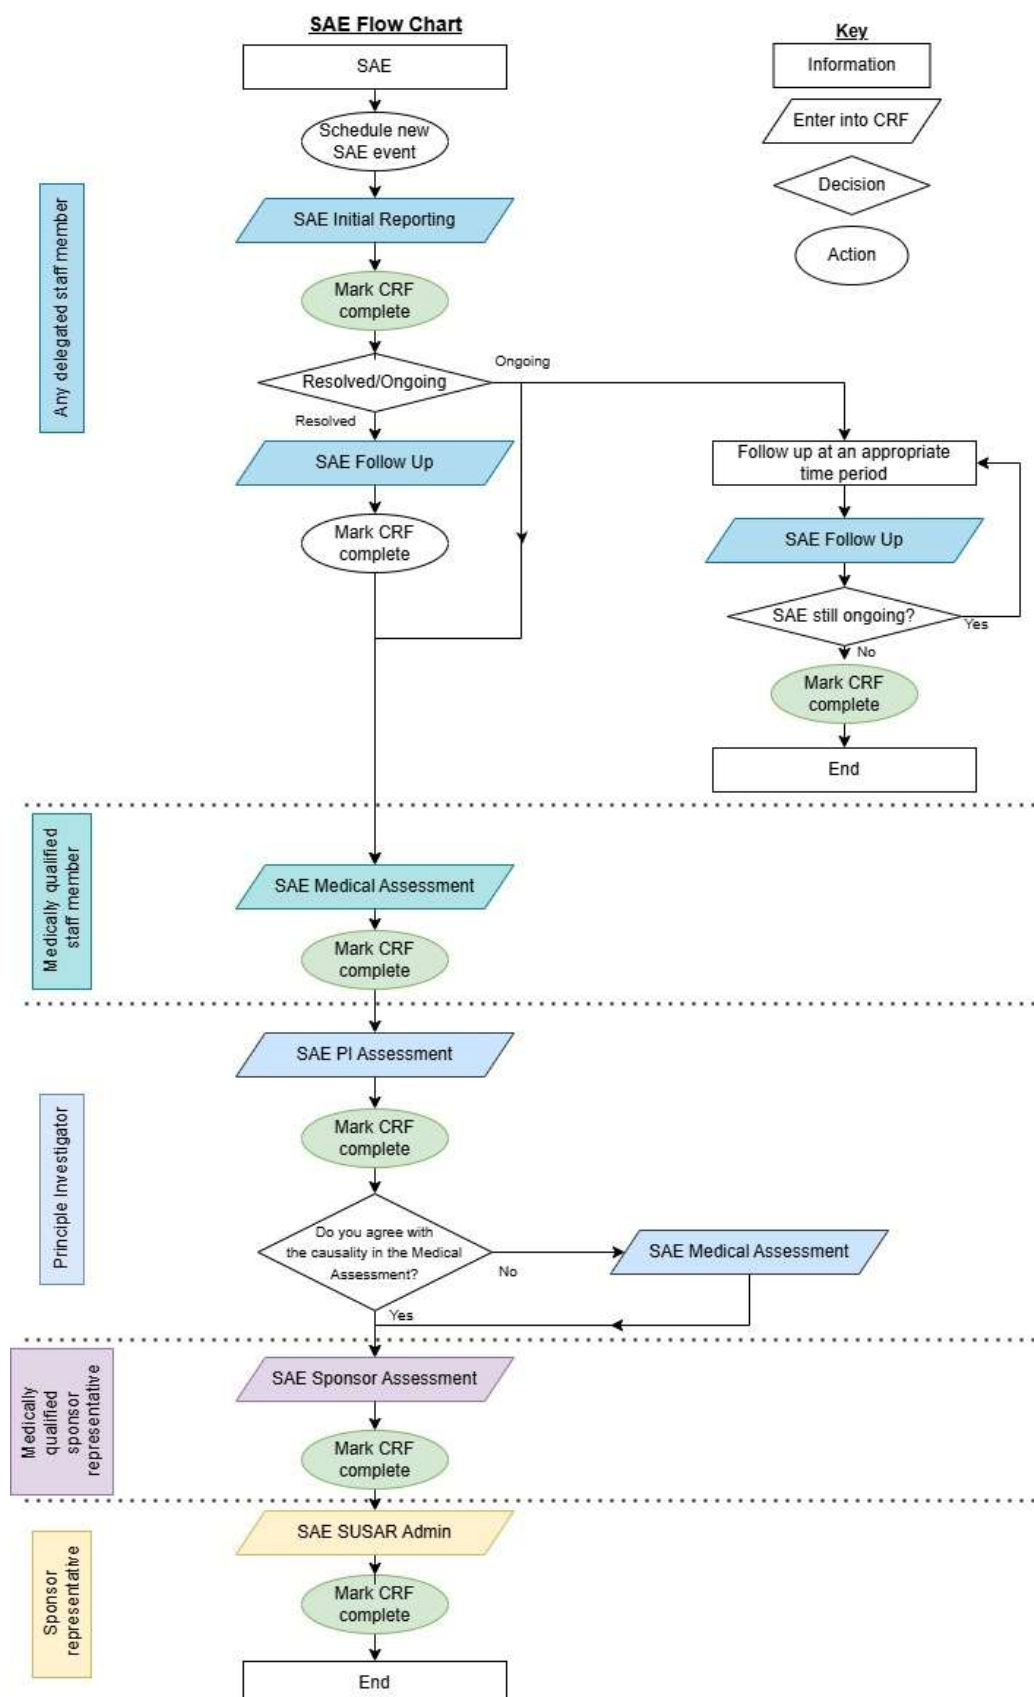 SAE Flow Chart
Key
SAE
Information
Schedule new
SAE event
Enter into CRF
Any delegated staff member
SAE Initial Reporting
Decision
Mark CRF
complete
Action
Resolved/Ongoing
Ongoing
Resolved
SAE Follow Up
Follow up at an appropriate
time period
Mark CRF
complete
SAE Follow Up
SAE still ongoing?
Yes
No
Mark CRF
complete
End
Medically qualified
staff member
SAE Medical Assessment
Mark CRF
complete
Principle Investigator
SAE PI Assessment
Mark CRF
complete
Do you agree with
the causality in the Medical
Assessment?
No
SAE Medical Assessment
Yes
Medically
qualified
sponsor
representative
SAE Sponsor Assessment
Mark CRF
complete
Sponsor
representative
SAE SUSAR Admin
Mark CRF
complete
End